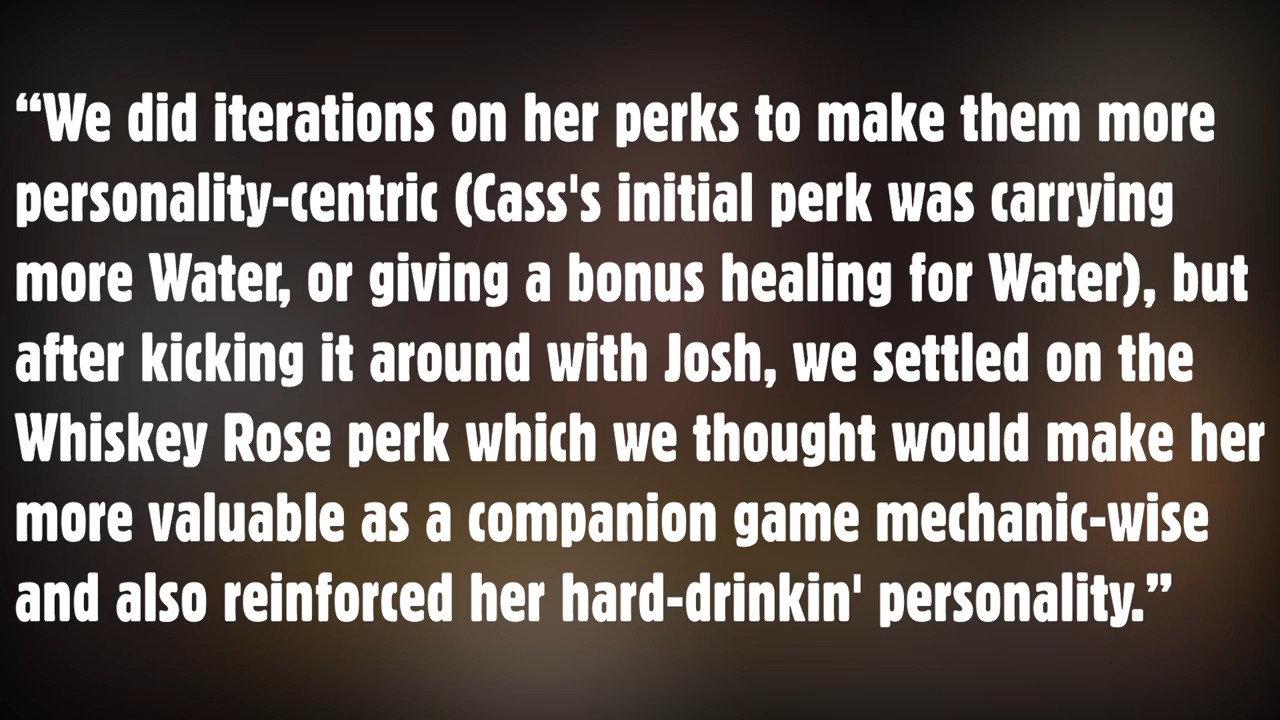 “We did iterations on her perks to make them more
personality-centric (Cass's initial perk was carrying
more Water, or giving a bonus healing for Water), but
after kicking it around with Josh, we settled on the
Whiskey Rose perk which we thought would make her
more valuable as a companion game mechanic-wise
and also reinforced her hard-drinkin' personality.”